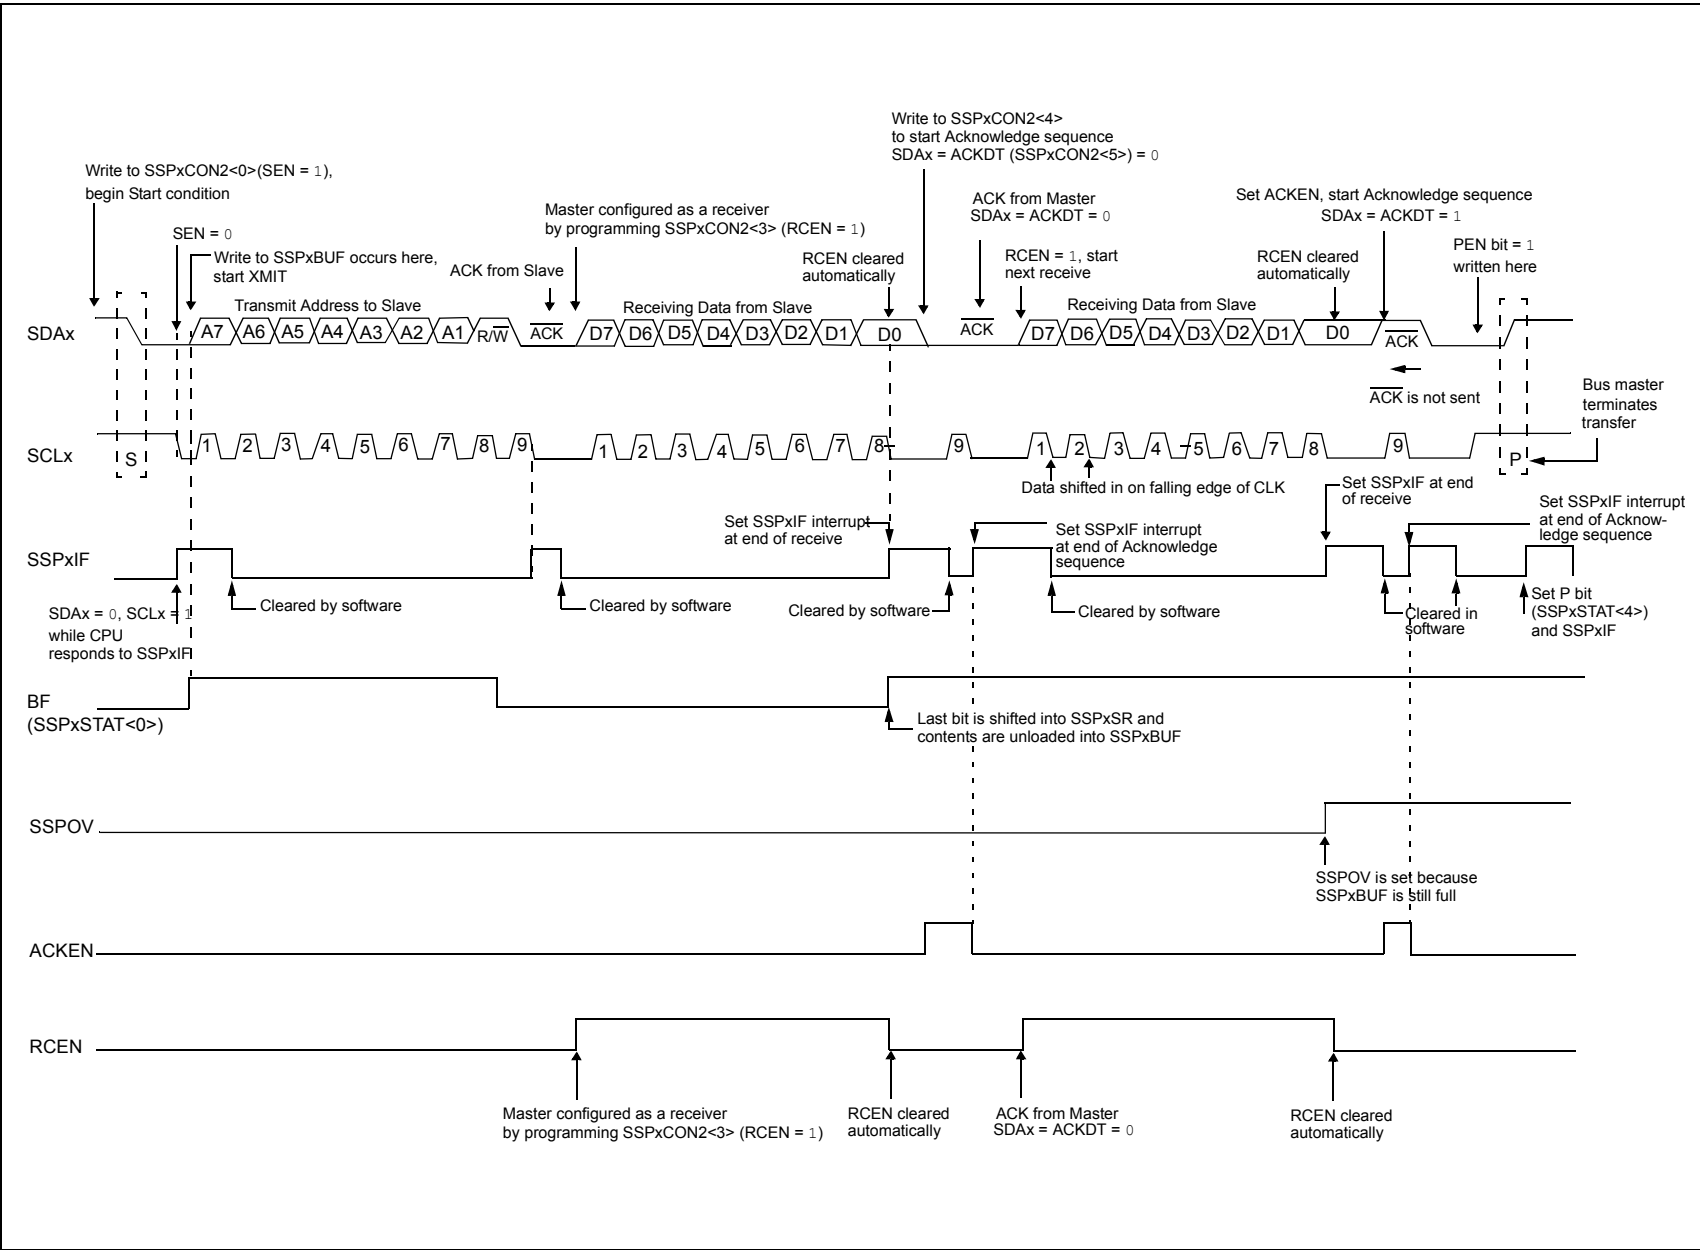 Write to SSPxCON2<4>
to start Acknowledge sequence
SDAx = ACKDT (SSPxCON2<5>) = 0
Write to SSPxCON2<0>(SEN = 1),
begin Start condition
ACK from Master
SDAx = ACKDT = 0
Set ACKEN, start Acknowledge sequence
SDAx = ACKDT = 1
Master configured as a receiver
by programming SSPxCON2<3> (RCEN = 1)
SEN = 0
PEN bit = 1
written here
Write to SSPxBUF occurs here,
start XMIT
ACK from Slave
RCEN cleared
automatically
RCEN = 1, start
next receive
RCEN cleared
automatically
Transmit Address to Slave
Receiving Data from Slave
Receiving Data from Slave
SDAx
A7 A6 A5 A4 A3 A2 A1 R/W ACK D7 D6 D5 D4 D3 D2 D1 D0 ACK D7 D6 D5 D4 D3 D2 D1 D0 ACK
ACK is not sent
Bus master
terminates
transfer
SCLx
S 1 2 3 4 5 6 7 8 9 1 2 3 4 5 6 7 8 9 1 2 3 4 5 6 7 8 9 P
Data shifted in on falling edge of CLK
Set SSPxIF at end
of receive
Set SSPxIF interrupt
at end of receive
Set SSPxIF interrupt
at end of Acknowledge
sequence
Set SSPxIF interrupt
at end of Acknow-
ledge sequence
SSPxIF
SDAx = 0, SCLx = 1
while CPU
responds to SSPxIF
Cleared by software
Cleared by software
Cleared by software
Cleared by software
Cleared in
software
Set P bit
(SSPxSTAT<4>)
and SSPxIF
BF
(SSPxSTAT<0>)
Last bit is shifted into SSPxSR and
contents are unloaded into SSPxBUF
SSPOV
SSPOV is set because
SSPxBUF is still full
ACKEN
RCEN
Master configured as a receiver
by programming SSPxCON2<3> (RCEN = 1)
RCEN cleared
automatically
ACK from Master
SDAx = ACKDT = 0
RCEN cleared
automatically